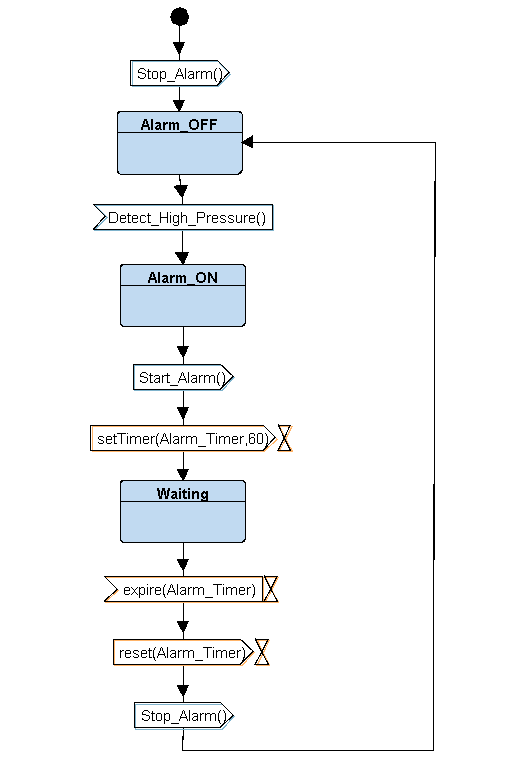 Stop_Alarm()
Alarm_OFF
Detect_High_Pressure()
Alarm_ON
Start_Alarm()
setTimer(Alarm_Timer,60)
Waiting
expire(Alarm_Timer)
reset(Alarm_Timer)
Stop_Alarm()